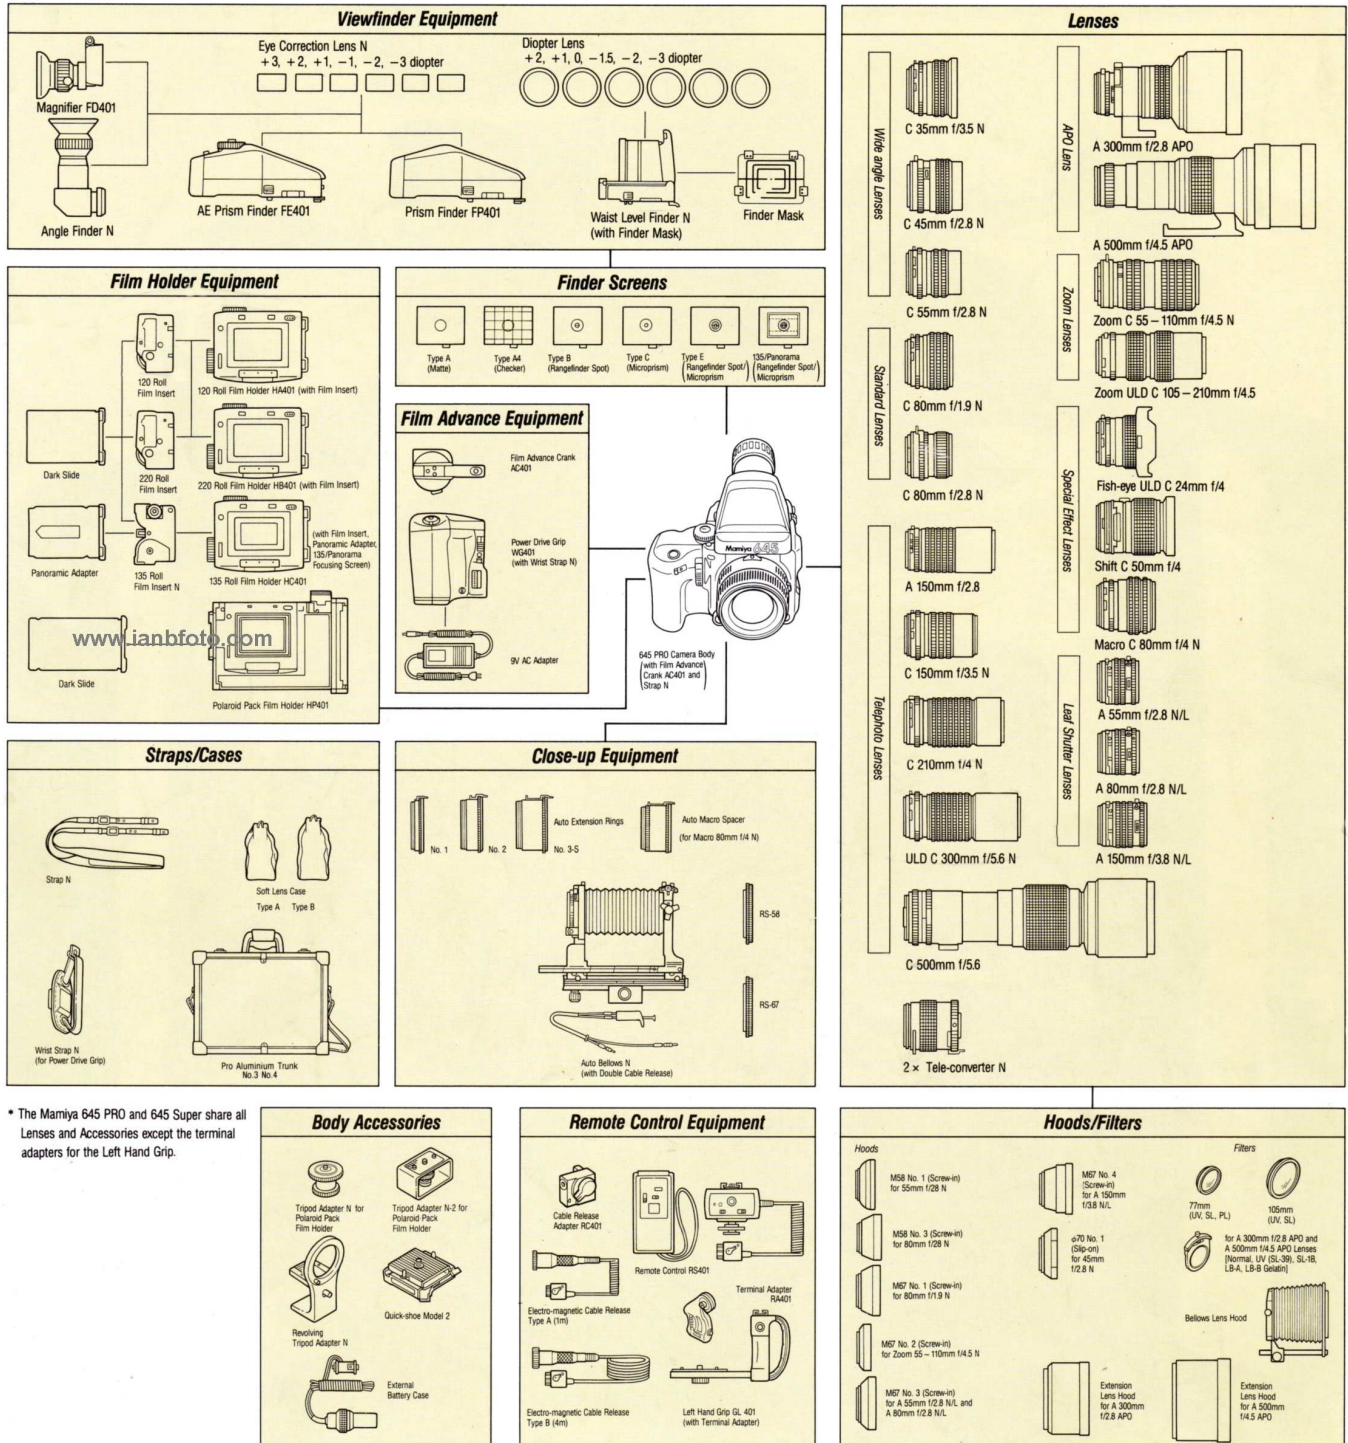 Viewfinder Equipment
Eye Correction Lens N
+3, +2, +1, −1, −2, −3 diopter
Diopter Lens
+2, +1, 0, −1.5, −2, −3 diopter
Magnifier FD401
Angle Finder N
AE Prism Finder FE401
Prism Finder FP401
Waist Level Finder N
(with Finder Mask)
Finder Mask
Film Holder Equipment
120 Roll
Film Insert
120 Roll Film Holder HA401 (with Film Insert)
Dark Slide
220 Roll
Film Insert
220 Roll Film Holder HB401 (with Film Insert)
Panoramic Adapter
135 Roll
Film Insert N
135 Roll Film Holder HC401
(with Film Insert,
Panoramic Adapter,
135/Panorama
Focusing Screen)
www.ianbfoto.com
Dark Slide
Polaroid Pack Film Holder HP401
Finder Screens
Type A
(Matte)
Type A4
(Checker)
Type B
(Rangefinder Spot)
Type C
(Microprism)
Type E
(Rangefinder Spot/
Microprism)
135/Panorama
(Rangefinder Spot/
Microprism)
Film Advance Equipment
Film Advance Crank
AC401
Power Drive Grip
WG401
(with Wrist Strap N)
9V AC Adapter
Mamiya 645
645 PRO Camera Body
(with Film Advance
Crank AC401 and
Strap N)
Straps/Cases
Strap N
Soft Lens Case
Type A Type B
Wrist Strap N
(for Power Drive Grip)
Pro Aluminium Trunk
No.3 No.4
Close-up Equipment
No. 1
No. 2
No. 3-S
Auto Extension Rings
Auto Macro Spacer
(for Macro 80mm f/4 N)
RS-58
RS-67
Auto Bellows N
(with Double Cable Release)
Lenses
Wide angle Lenses
C 35mm f/3.5 N
C 45mm f/2.8 N
C 55mm f/2.8 N
Standard Lenses
C 80mm f/1.9 N
C 80mm f/2.8 N
Telephoto Lenses
A 150mm f/2.8
C 150mm f/3.5 N
C 210mm f/4 N
ULD C 300mm f/5.6 N
C 500mm f/5.6
2× Tele-converter N
APO Lens
A 300mm f/2.8 APO
A 500mm f/4.5 APO
Zoom Lenses
Zoom C 55–110mm f/4.5 N
Zoom ULD C 105–210mm f/4.5
Special Effect Lenses
Fish-eye ULD C 24mm f/4
Shift C 50mm f/4
Macro C 80mm f/4 N
Leaf Shutter Lenses
A 55mm f/2.8 N/L
A 80mm f/2.8 N/L
A 150mm f/3.8 N/L
* The Mamiya 645 PRO and 645 Super share all
Lenses and Accessories except the terminal
adapters for the Left Hand Grip.
Body Accessories
Tripod Adapter N for
Polaroid Pack
Film Holder
Tripod Adapter N-2 for
Polaroid Pack
Film Holder
Revolving
Tripod Adapter N
Quick-shoe Model 2
External
Battery Case
Remote Control Equipment
Cable Release
Adapter RC401
Remote Control RS401
Electro-magnetic Cable Release
Type A (1m)
Terminal Adapter
RA401
Electro-magnetic Cable Release
Type B (4m)
Left Hand Grip GL 401
(with Terminal Adapter)
Hoods/Filters
Hoods
M58 No. 1 (Screw-in)
for 55mm f/28 N
M58 No. 3 (Screw-in)
for 80mm f/28 N
M67 No. 1 (Screw-in)
for 80mm f/1.9 N
M67 No. 2 (Screw-in)
for Zoom 55~110mm f/4.5 N
M67 No. 3 (Screw-in)
for A 55mm f/2.8 N/L and
A 80mm f/2.8 N/L
M67 No. 4
(Screw-in)
for A 150mm
f/3.8 N/L
φ70 No. 1
(Slip-on)
for 45mm
f/2.8 N
Filters
77mm
(UV, SL, PL)
105mm
(UV, SL)
for A 300mm f/2.8 APO and
A 500mm f/4.5 APO Lenses
[Normal, UV (SL-39), SL-1B,
LB-A, LB-B Gelatin]
Bellows Lens Hood
Extension
Lens Hood
for A 300mm
f/2.8 APO
Extension
Lens Hood
for A 500mm
f/4.5 APO